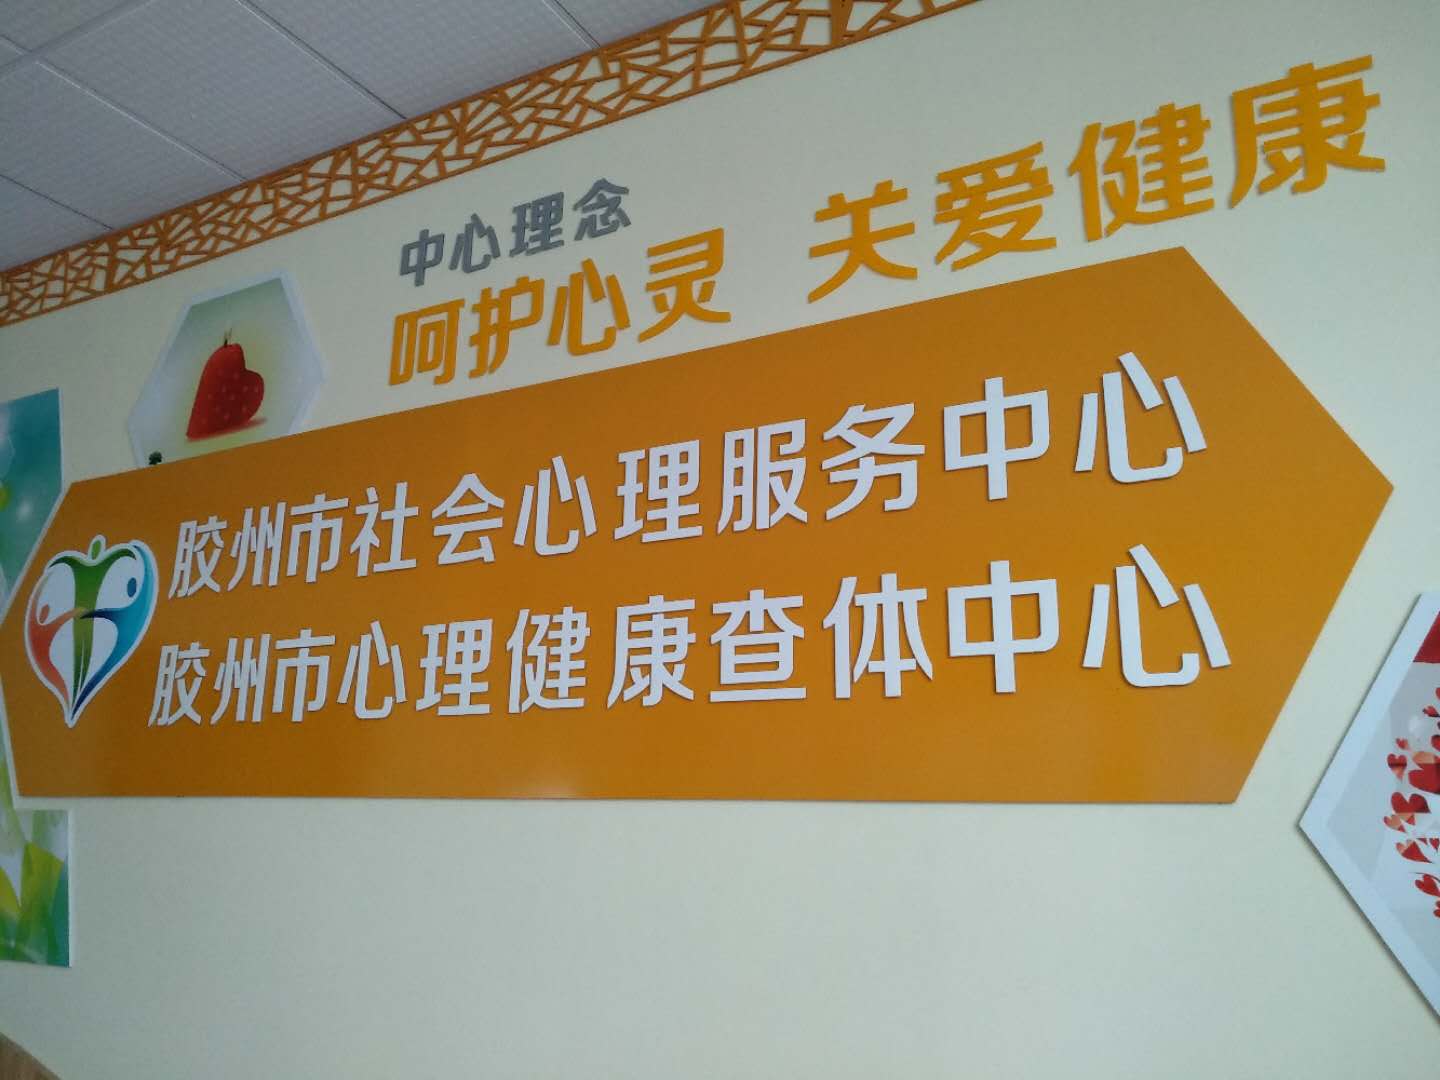 中心理念
呵护心灵 关爱健康
胶州市社会心理服务中心
胶州市心理健康查体中心